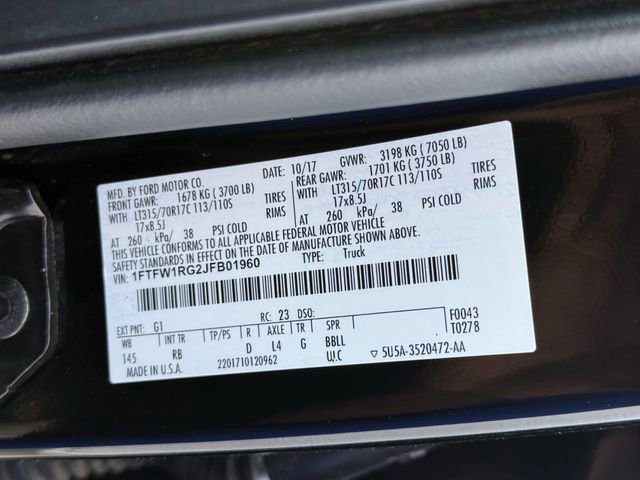 MFD. BY FORD MOTOR CO.
DATE: 10/17 GVWR: 3198 KG ( 7050 LB)
FRONT GAWR: 1678 KG ( 3700 LB) REAR GAWR: 1701 KG ( 3750 LB)
WITH LT315/70R17C 113/110S TIRES WITH LT315/70R17C 113/110S TIRES
17x8.5J RIMS 17x8.5J RIMS
AT 260 kPa/ 38 PSI COLD AT 260 kPa/ 38 PSI COLD
THIS VEHICLE CONFORMS TO ALL APPLICABLE FEDERAL MOTOR VEHICLE
SAFETY STANDARDS IN EFFECT ON THE DATE OF MANUFACTURE SHOWN ABOVE.
VIN: 1FTFW1RG2JFB01960 TYPE: Truck
EXT PNT: G1 RC: 23 DSO: F0043
WB INT TR TP/PS R AXLE TR SPR T0278
145 RB D L4 G BBLL
MADE IN U.S.A. 2201710120962 U.C 5U5A-3520472-AA